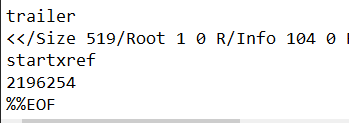 trailer
<</Size 519/Root 1 0 R/Info 104 0
startxref
2196254
%%EOF